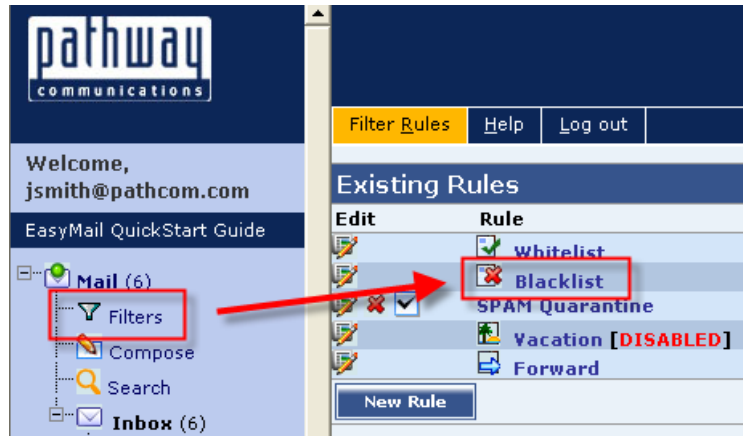 pathway
communications
Welcome,
jsmith@pathcom.com
EasyMail QuickStart Guide
Mail (6)
Filters
Compose
Search
Inbox (6)
Filter Rules Help Log out
Existing Rules
Edit Rule
Whitelist
Blacklist
SPAM Quarantine
Vacation [DISABLED]
Forward
New Rule